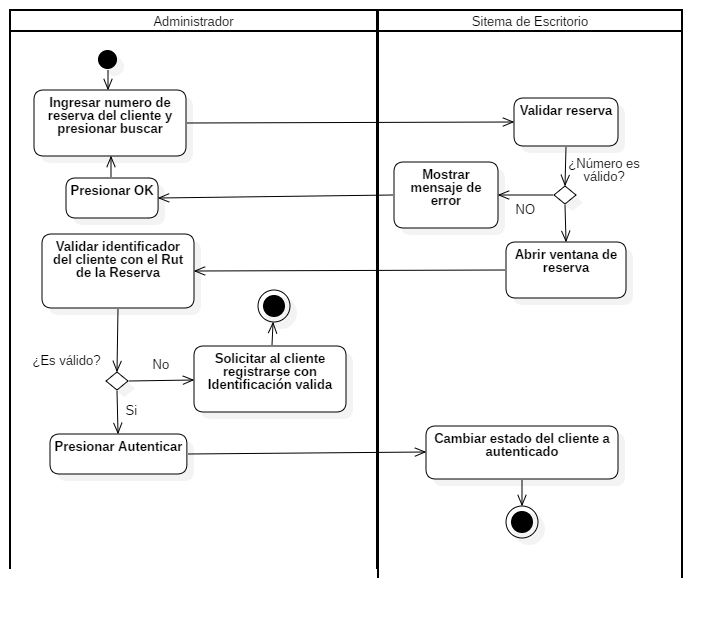 Administrador
Sitema de Escritorio
Ingresar numero de
reserva del cliente y
presionar buscar
Validar reserva
¿Número es
válido?
Mostrar
mensaje de
error
NO
Presionar OK
Abrir ventana de
reserva
Validar identificador
del cliente con el Rut
de la Reserva
¿Es válido?
No
Solicitar al cliente
registrarse con
Identificación valida
Si
Presionar Autenticar
Cambiar estado del cliente a
autenticado